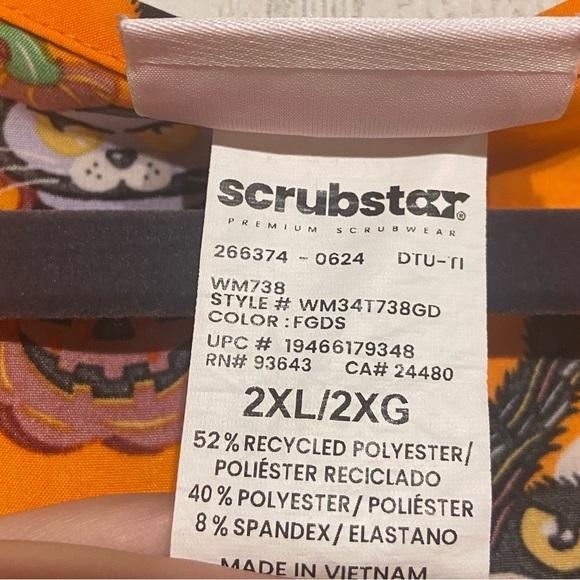 scrubstar®
PREMIUM SCRUBWEAR
266374 - 0624 DTU-TI
WM738
STYLE # WM34T738GD
COLOR : FGDS
UPC # 19466179348
RN# 93643 CA# 24480
2XL/2XG
52% RECYCLED POLYESTER/
POLIÉSTER RECICLADO
40% POLYESTER/ POLIÉSTER
8% SPANDEX/ ELASTANO
MADE IN VIETNAM